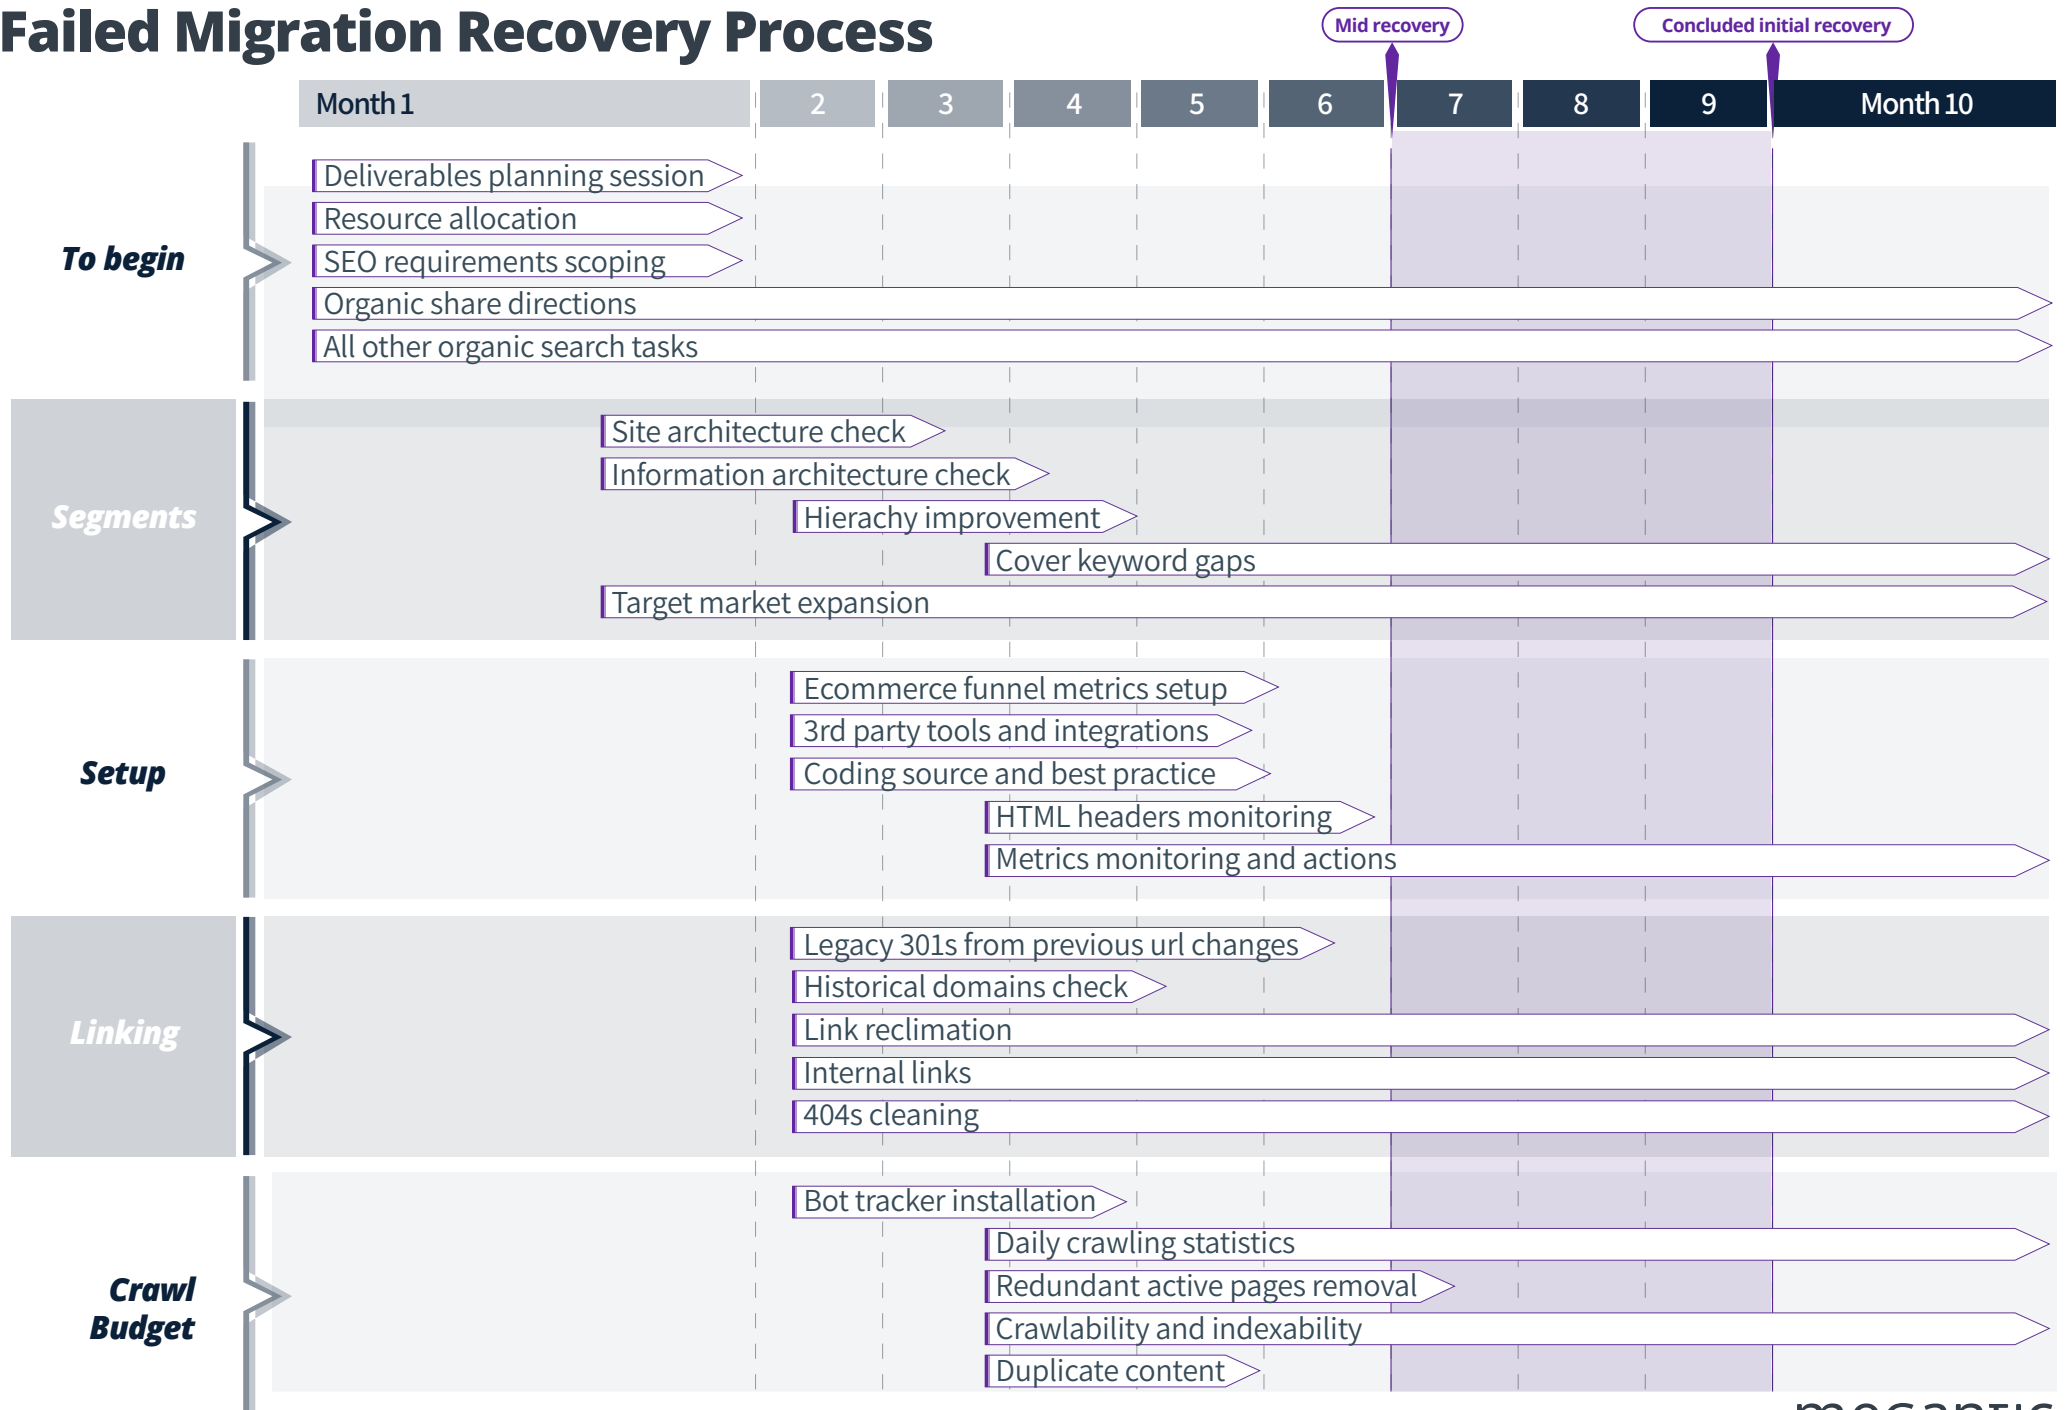 Failed Migration Recovery Process
Mid recovery
Concluded initial recovery
Month 1
2
3
4
5
6
7
8
9
Month 10
To begin
Deliverables planning session
Resource allocation
SEO requirements scoping
Organic share directions
All other organic search tasks
Segments
Site architecture check
Information architecture check
Hierachy improvement
Cover keyword gaps
Target market expansion
Setup
Ecommerce funnel metrics setup
3rd party tools and integrations
Coding source and best practice
HTML headers monitoring
Metrics monitoring and actions
Linking
Legacy 301s from previous url changes
Historical domains check
Link reclimation
Internal links
404s cleaning
Crawl
Budget
Bot tracker installation
Daily crawling statistics
Redundant active pages removal
Crawlability and indexability
Duplicate content